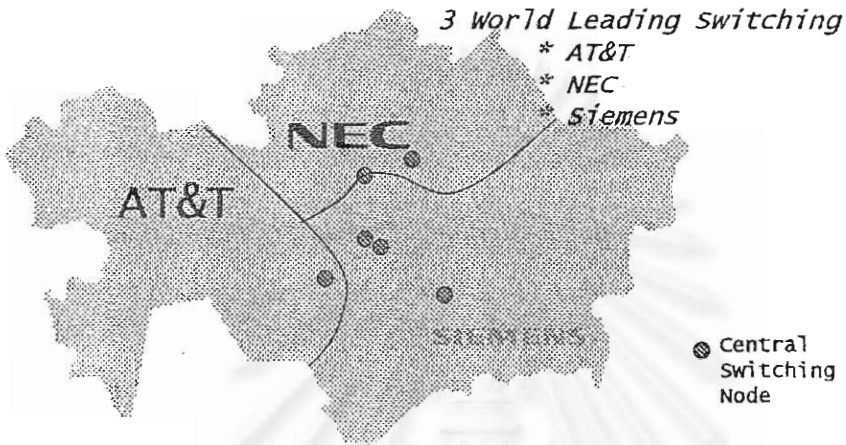 3 World Leading Switching
* AT&T
* NEC
* Siemens
NEC
AT&T
SIEMENS
Central
Switching
Node